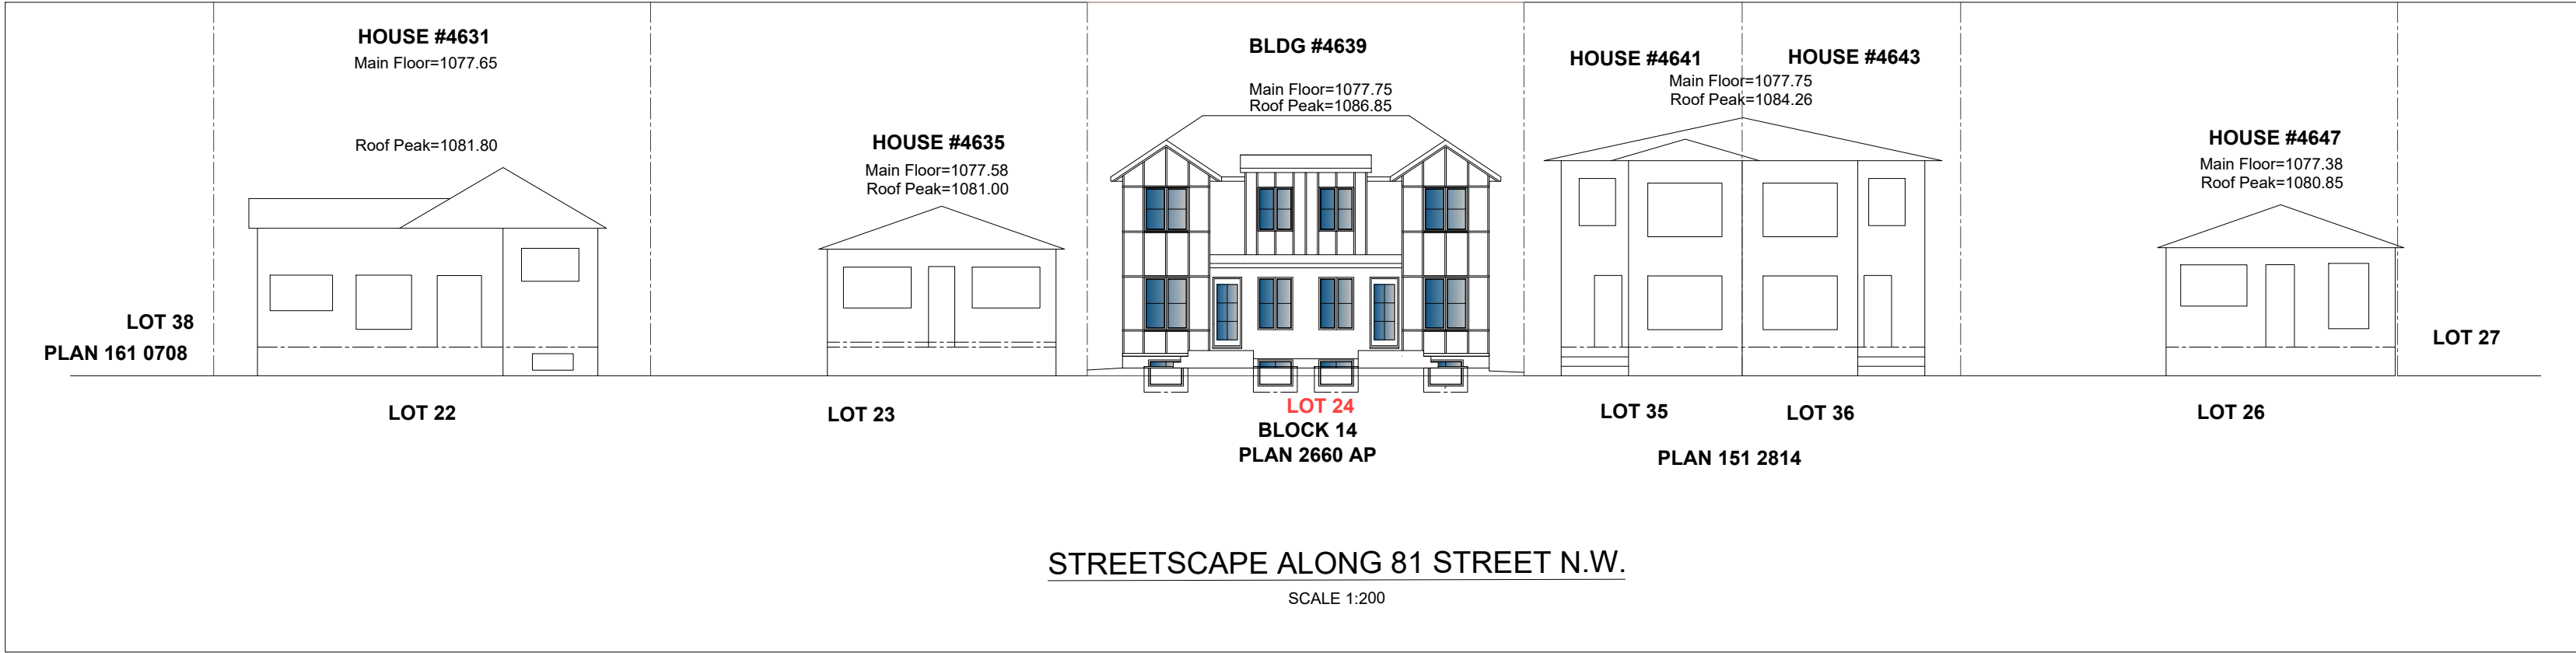 HOUSE #4631
Main Floor=1077.65
Roof Peak=1081.80
HOUSE #4635
Main Floor=1077.58
Roof Peak=1081.00
BLDG #4639
Main Floor=1077.75
Roof Peak=1086.85
HOUSE #4641
HOUSE #4643
Main Floor=1077.75
Roof Peak=1084.26
HOUSE #4647
Main Floor=1077.38
Roof Peak=1080.85
LOT 38
PLAN 161 0708
LOT 27
LOT 22
LOT 23
LOT 24
BLOCK 14
PLAN 2660 AP
LOT 35
LOT 36
PLAN 151 2814
LOT 26
STREETSCAPE ALONG 81 STREET N.W.
SCALE 1:200